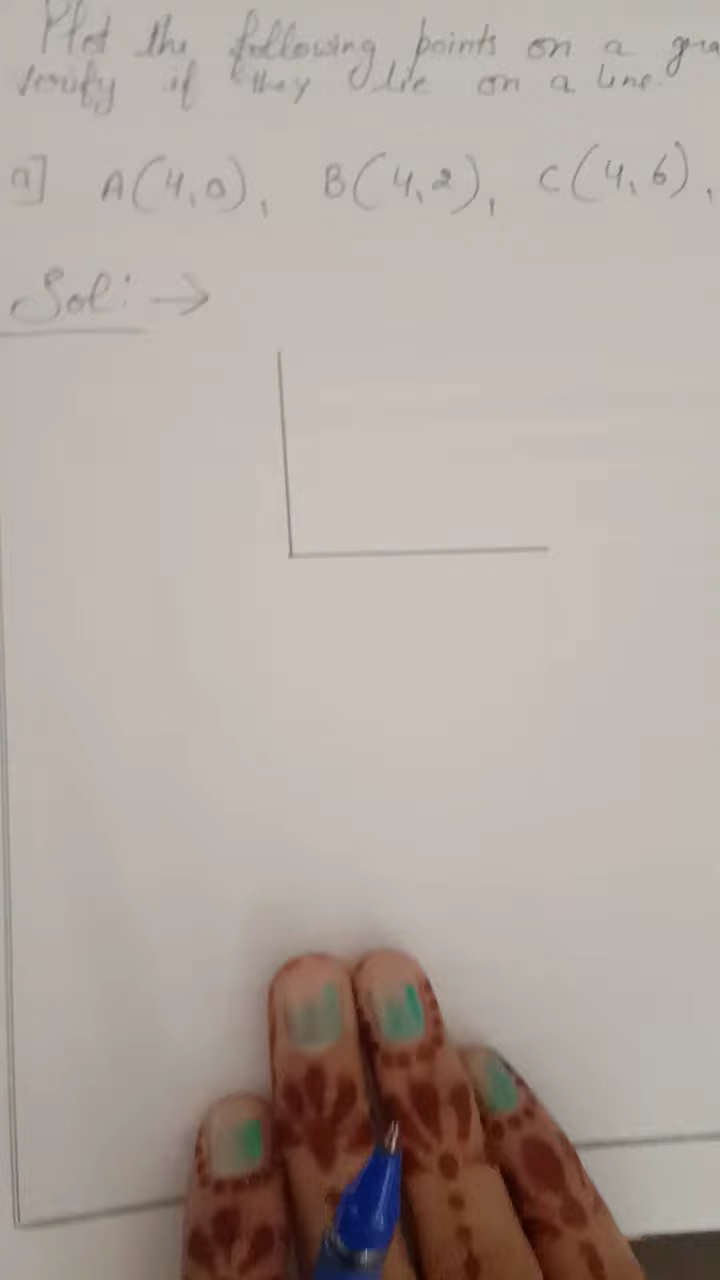 Plot the following points on a gra
verify if they lie on a line.
a] A(4,0), B(4,2), C(4,6),
Sol: →